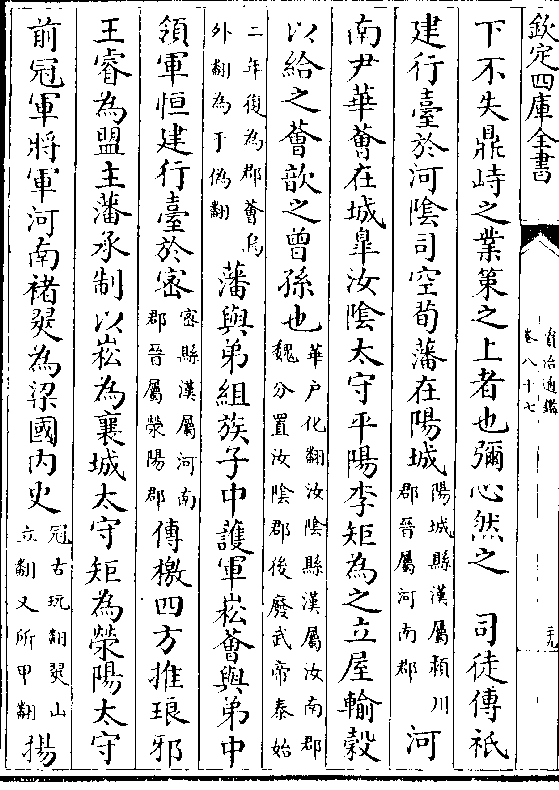 欽定四庫全書
資治通鑑
卷八十七
下不失鼎峙之業策之上者也彌心然之　司徒傅祗
建行臺於河陰司空荀藩在陽城陽城縣漢屬潁川郡晉屬河南郡河
南尹華薈在城臯汝陰太守平陽李矩為之立屋輸穀
以給之薈歆之曾孫也華户化翻汝陰縣漢屬汝南郡魏分置汝陰郡後廢武帝泰始
二年復為郡薈烏外翻為于偽翻藩與弟組族子中護軍崧薈與弟中
領軍恒建行臺於密密縣漢屬河南郡晉屬滎陽郡傳檄四方推琅邪
王睿為盟主藩承制以崧為襄城太守矩為滎陽太守
前冠軍將軍河南褚翜為梁國内史冠古玩翻翜山立翻又所甲翻揚